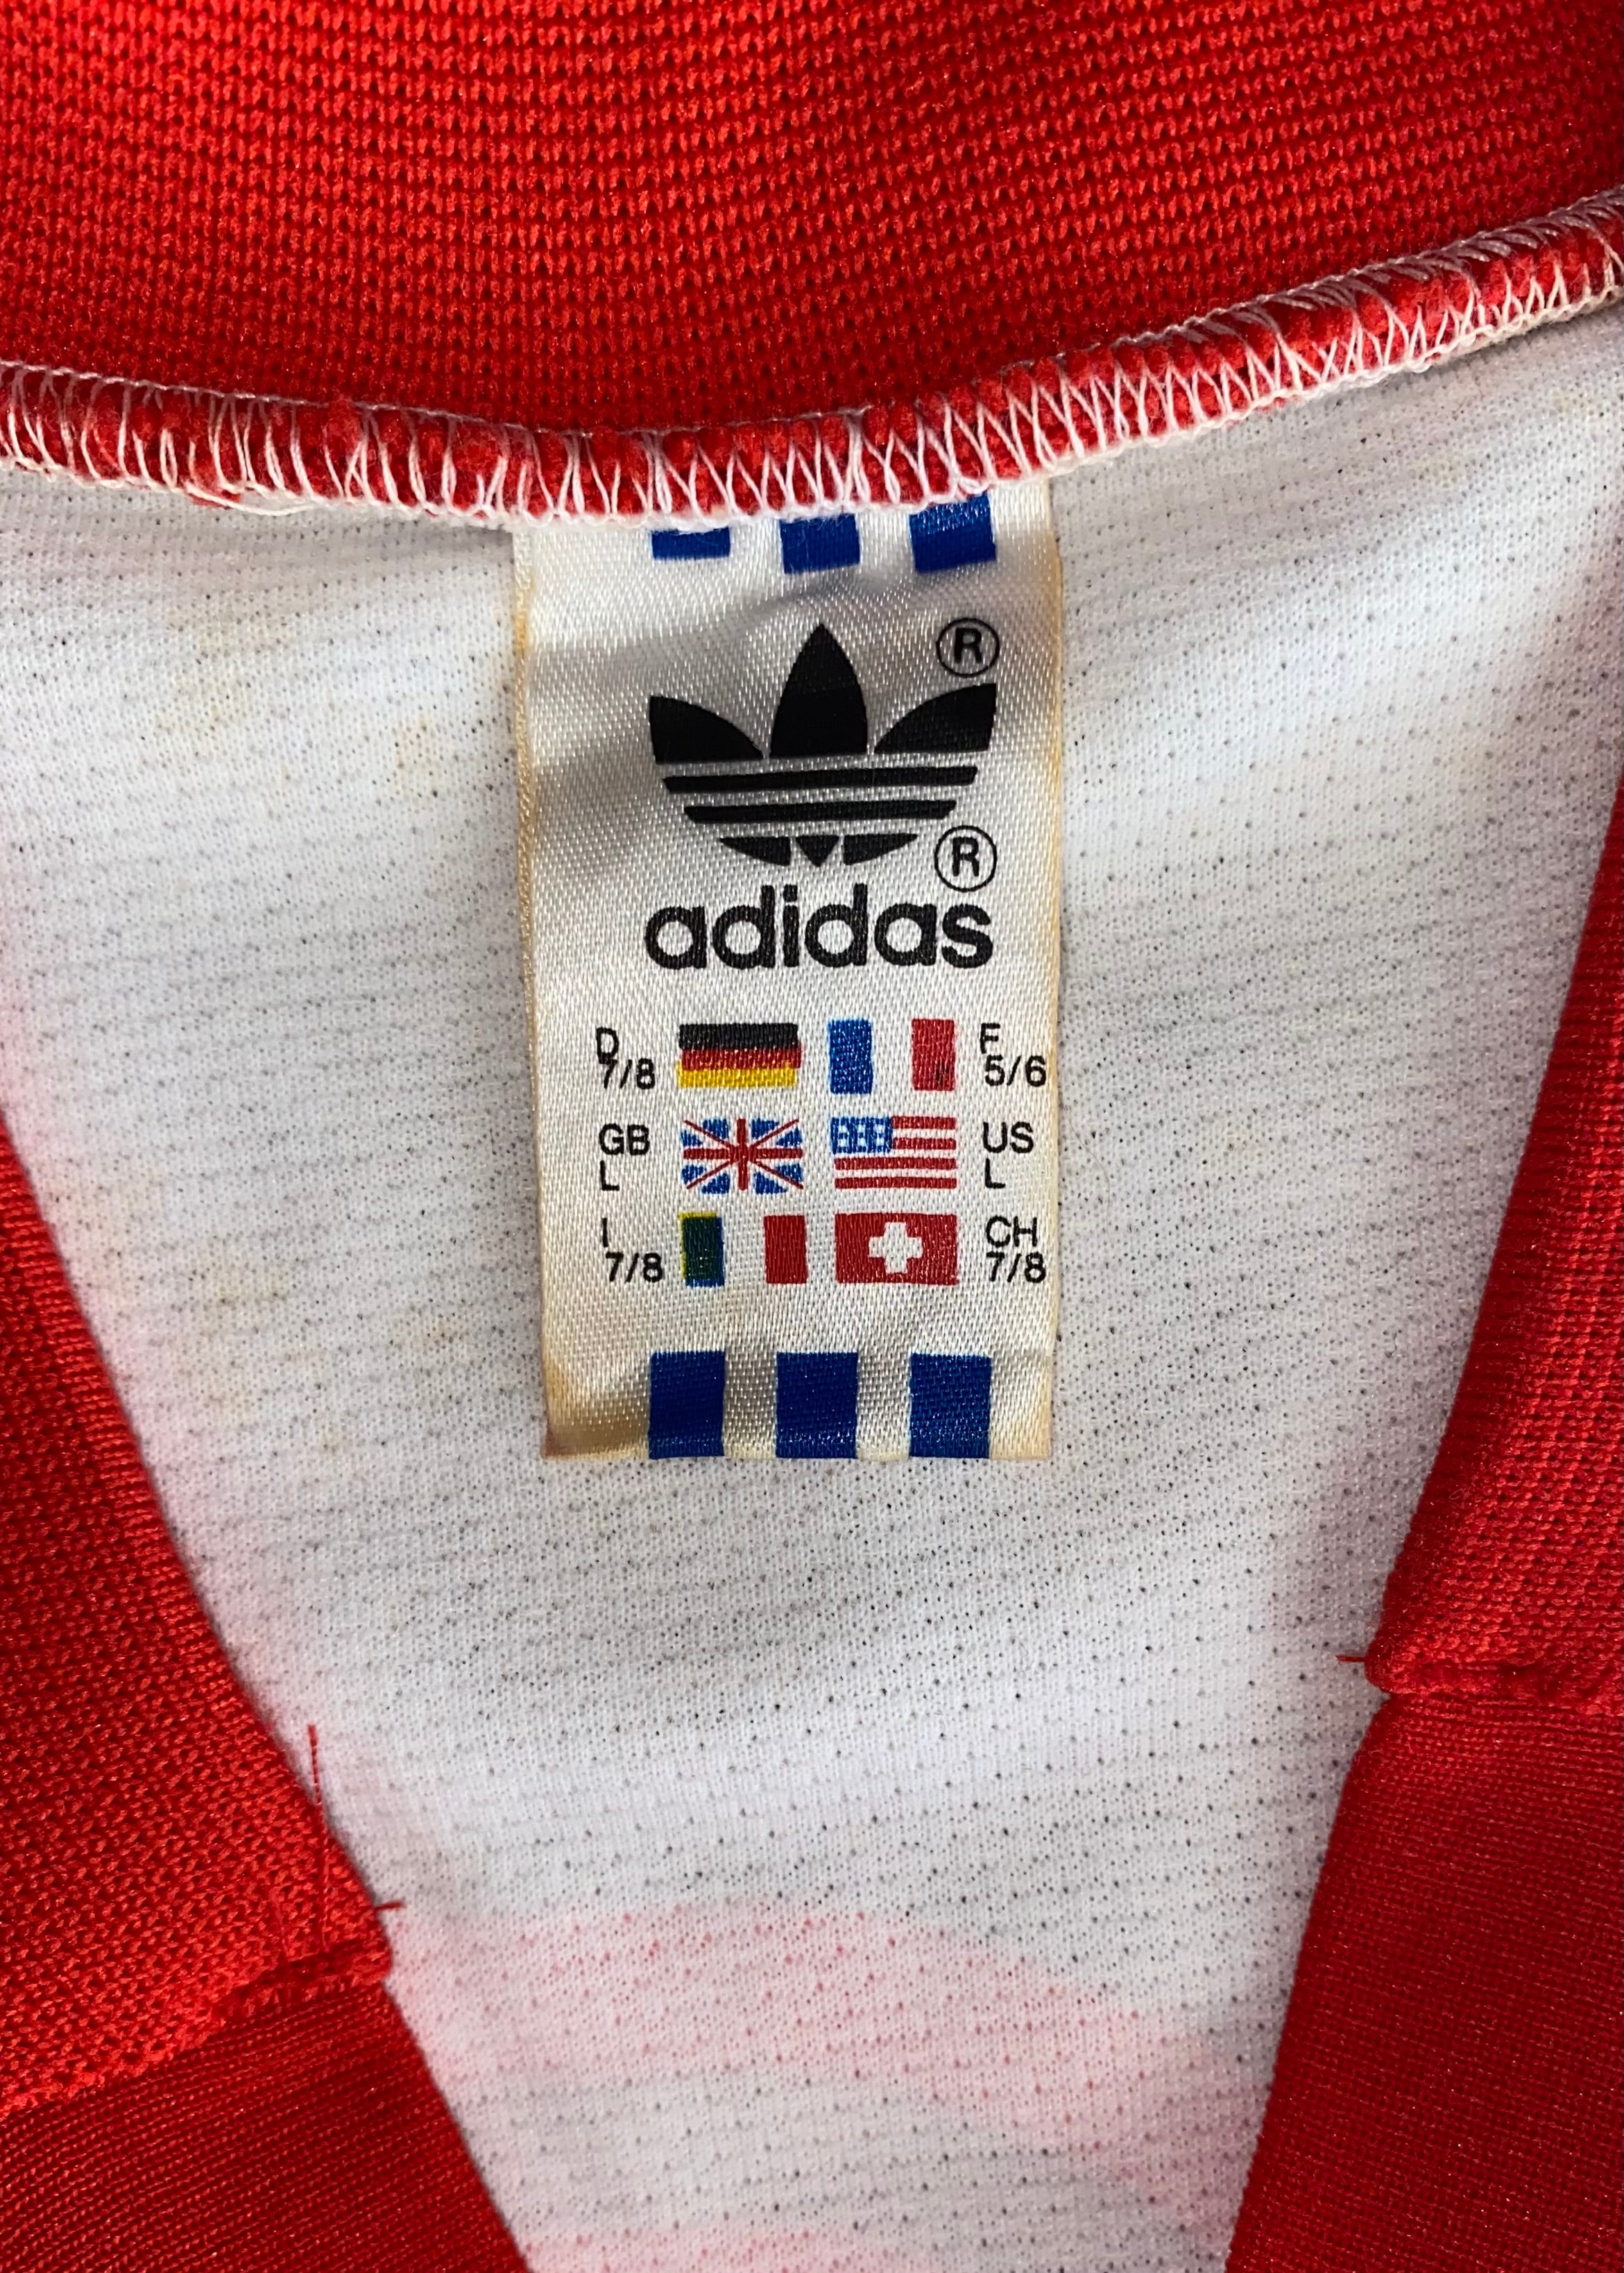 ®
®
adidas
D F
7/8 5/6
GB US
L L
I CH
7/8 7/8